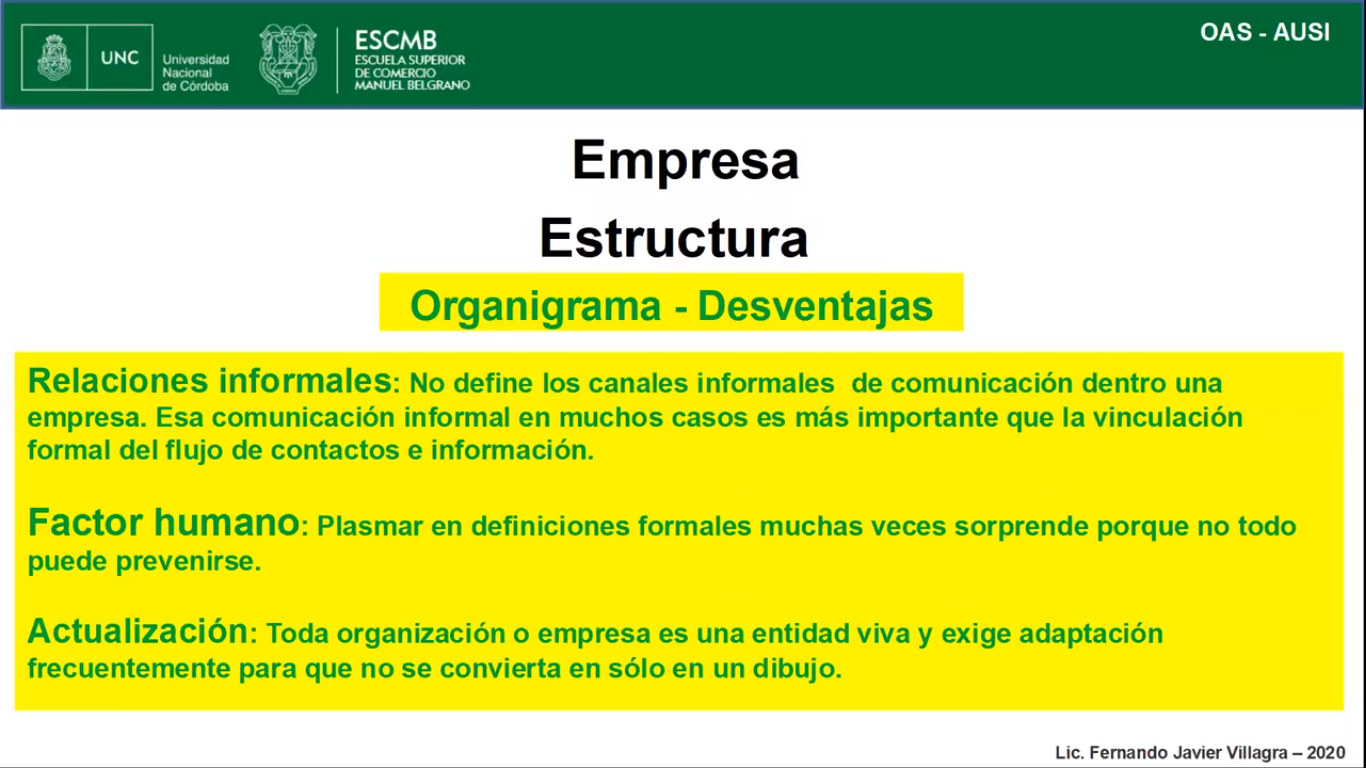 UNC
Universidad
Nacional
de Córdoba
ESCMB
ESCUELA SUPERIOR
DE COMERCIO
MANUEL BELGRANO
OAS - AUSI
Empresa
Estructura
Organigrama - Desventajas
Relaciones informales: No define los canales informales de comunicación dentro una
empresa. Esa comunicación informal en muchos casos es más importante que la vinculación
formal del flujo de contactos e información.
Factor humano: Plasmar en definiciones formales muchas veces sorprende porque no todo
puede prevenirse.
Actualización: Toda organización o empresa es una entidad viva y exige adaptación
frecuentemente para que no se convierta en sólo en un dibujo.
Lic. Fernando Javier Villagra – 2020